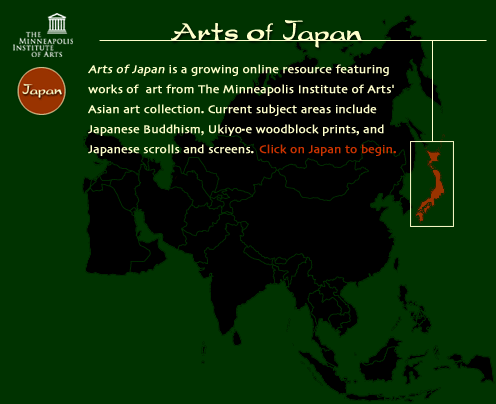 Arts of Japan
THE
MINNEAPOLIS
INSTITUTE
OF ARTS
Japan
Arts of Japan is a growing online resource featuring
works of art from The Minneapolis Institute of Arts'
Asian art collection. Current subject areas include
Japanese Buddhism, Ukiyo-e woodblock prints, and
Japanese scrolls and screens. Click on Japan to begin.